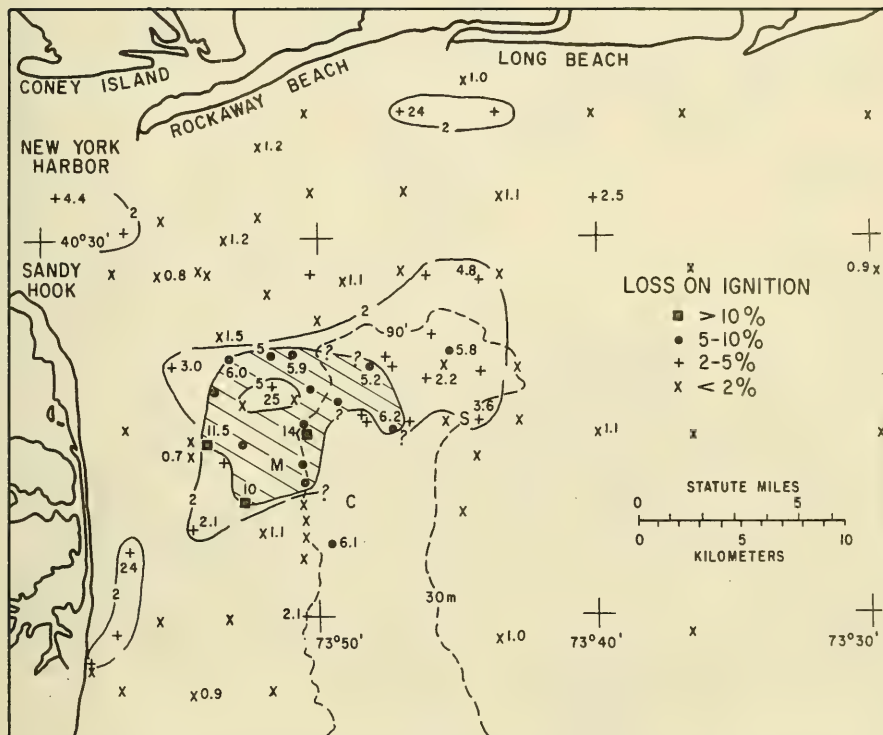 x1.0
LONG BEACH
CONEY ISLAND
ROCKAWAY BEACH
+24
2
NEW YORK
HARBOR
x1.2
+4.4
2
x1.1
+2.5
40°30'
x1.2
SANDY
HOOK
x0.8
x1.1
4.8
0.9x
LOSS ON IGNITION
■ >10%
● 5-10%
+ 2-5%
x <2%
2
x1.5
90'
5
?
?
5.8
+3.0
6.0
5.9
5.2
+2.2
5
25
?
6.2
3.6
?
S
11.5
14
x1.1
0.7x
M
STATUTE MILES
0 5
0 5 10
KILOMETERS
10
?
C
2
2.1
x1.1
6.1
24
2
30m
2.1
73°50'
73°40'
73°30'
x1.0
x0.9